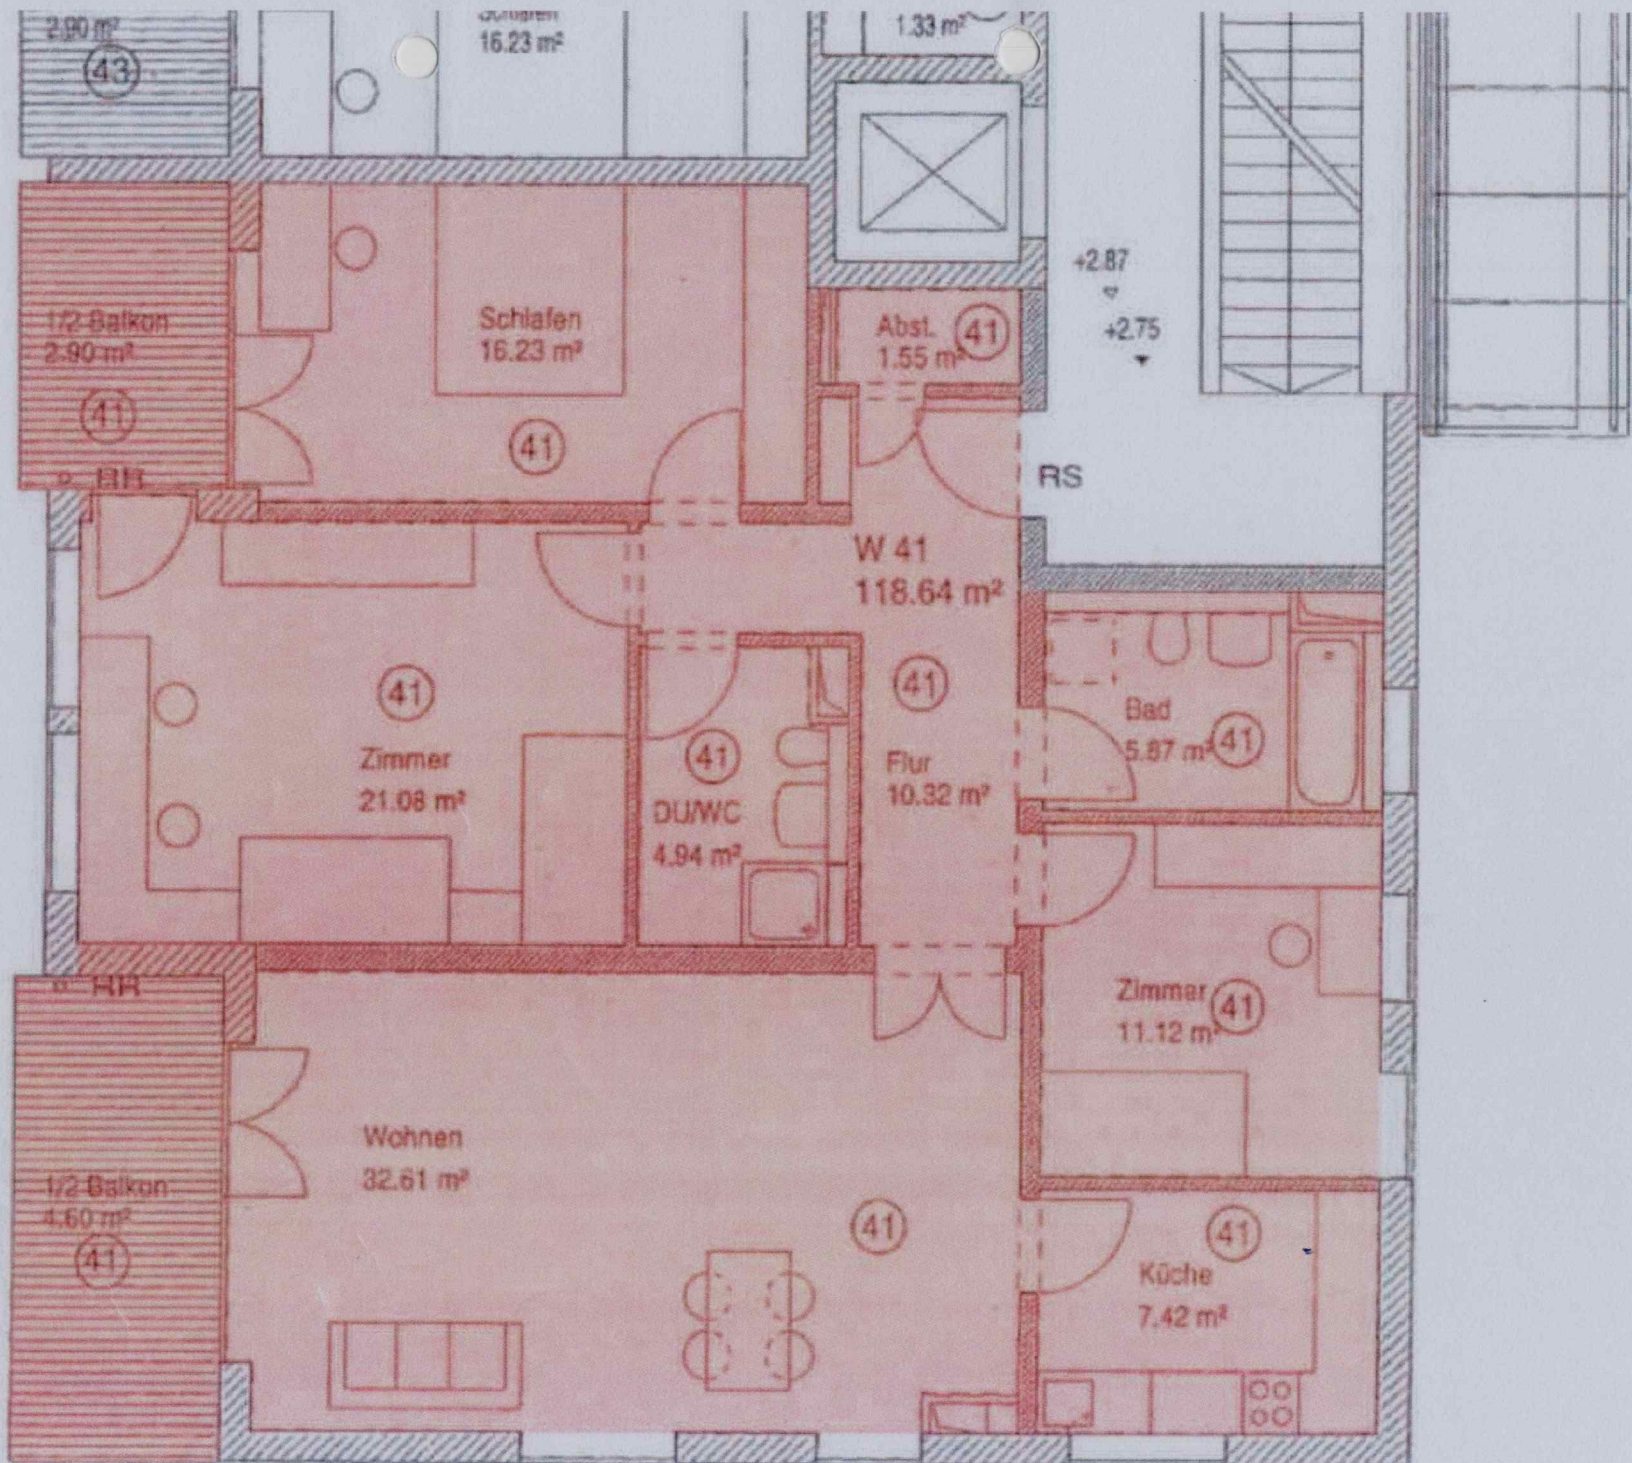 2.90 m²
43
Schlafen
16.23 m²
1.33 m²
+2.87
+2.75
1/2 Balkon
2.90 m²
41
RR
Schlafen
16.23 m²
41
Abst.
1.55 m²
41
RS
W 41
118.64 m²
41
Zimmer
21.08 m²
41
DU/WC
4.94 m²
41
Flur
10.32 m²
Bad
5.87 m²
41
RR
Zimmer
11.12 m²
41
Wohnen
32.61 m²
41
1/2 Balkon
4.60 m²
41
41
Küche
7.42 m²